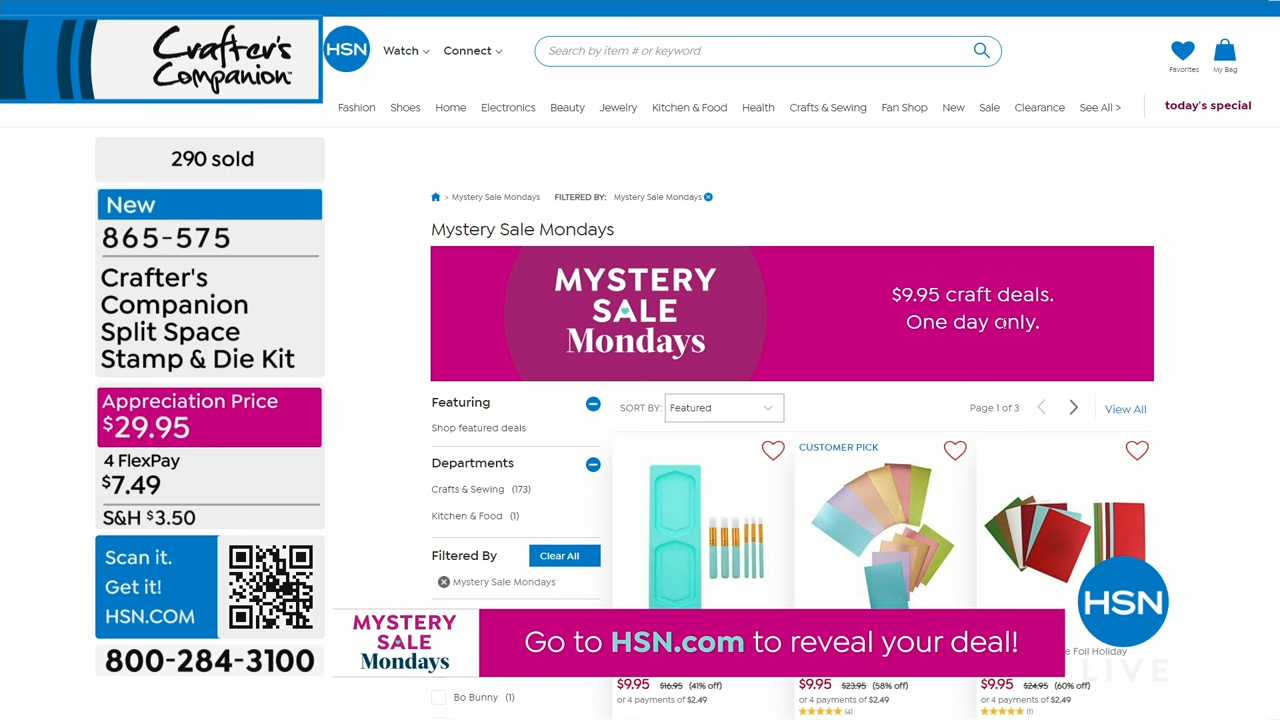 Crafter's
Companion
HSN
Watch
Connect
Search by item # or keyword
Favorites
My Bag
Fashion
Shoes
Home
Electronics
Beauty
Jewelry
Kitchen & Food
Health
Crafts & Sewing
Fan Shop
New
Sale
Clearance
See All >
today's special
290 sold
New
865-575
Crafter's
Companion
Split Space
Stamp & Die Kit
Appreciation Price
$29.95
4 FlexPay
$7.49
S&H $3.50
Scan it.
Get it!
HSN.COM
800-284-3100
> Mystery Sale Mondays FILTERED BY: Mystery Sale Mondays
Mystery Sale Mondays
MYSTERY
SALE
Mondays
$9.95 craft deals.
One day only.
Featuring
Shop featured deals
Departments
Crafts & Sewing (173)
Kitchen & Food (1)
Filtered By
Clear All
Mystery Sale Mondays
SORT BY: Featured
Page 1 of 3
View All
CUSTOMER PICK
MYSTERY
SALE
Mondays
Go to HSN.com to reveal your deal!
HSN
LIVE
Foil Holiday
Bo Bunny (1)
$9.95 $16.95 (41% off)
or 4 payments of $2.49
$9.95 $23.95 (58% off)
or 4 payments of $2.49
(4)
$9.95 $24.95 (60% off)
or 4 payments of $2.49
(1)